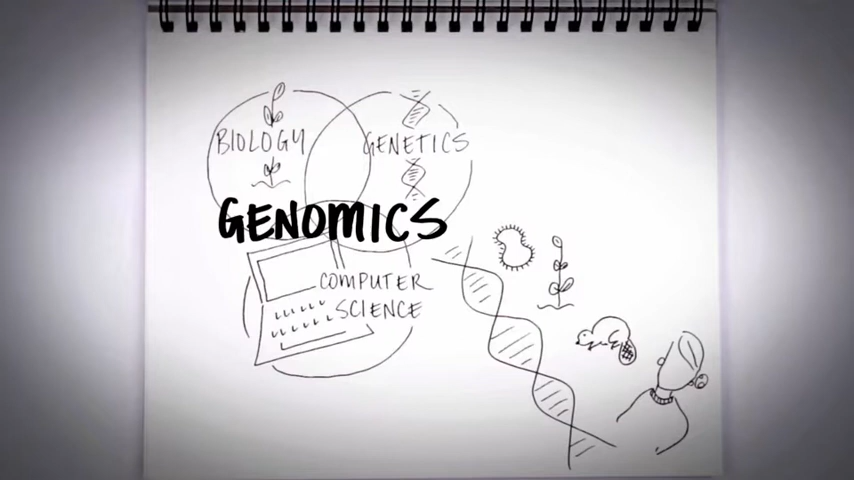 BIOLOGY
GENETICS
GENOMICS
COMPUTER
SCIENCE